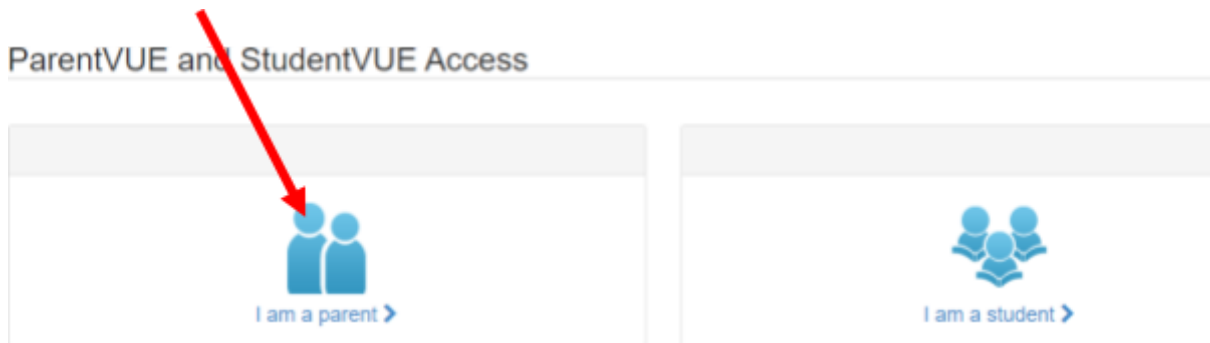 ParentVUE and StudentVUE Access
I am a parent >
I am a student >